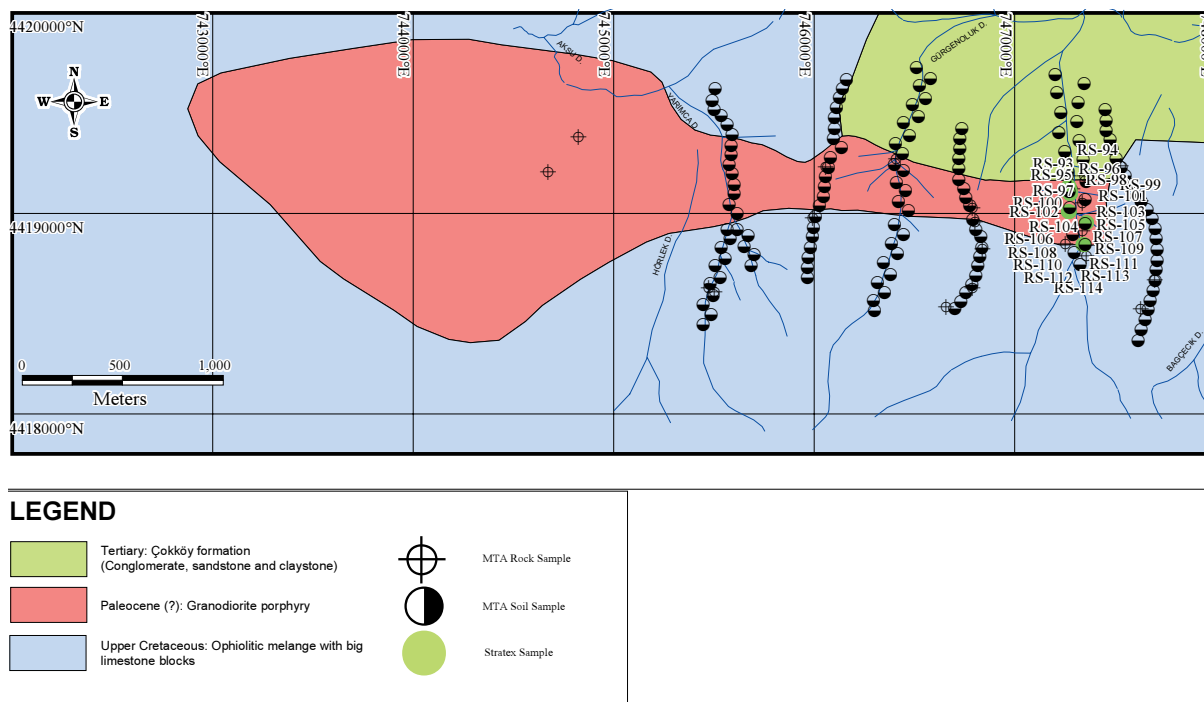 4420000°N
743000°E
744000°E
745000°E
746000°E
747000°E
AKSU D.
GÜRGENOLUK D.
YARIMCA D.
N
W E
S
RS-94
RS-93
RS-96
RS-95
RS-98
RS-99
RS-97
RS-101
RS-100
RS-102
RS-103
RS-104
RS-105
RS-106
RS-107
RS-108
RS-109
RS-110
RS-111
RS-112
RS-113
RS-114
4419000°N
HÖRLEK D.
BAGÇECIK D.
0 500 1,000
Meters
4418000°N
LEGEND
Tertiary: Çokköy formation
(Conglomerate, sandstone and claystone)
MTA Rock Sample
Paleocene (?): Granodiorite porphyry
MTA Soil Sample
Upper Cretaceous: Ophiolitic melange with big
limestone blocks
Stratex Sample